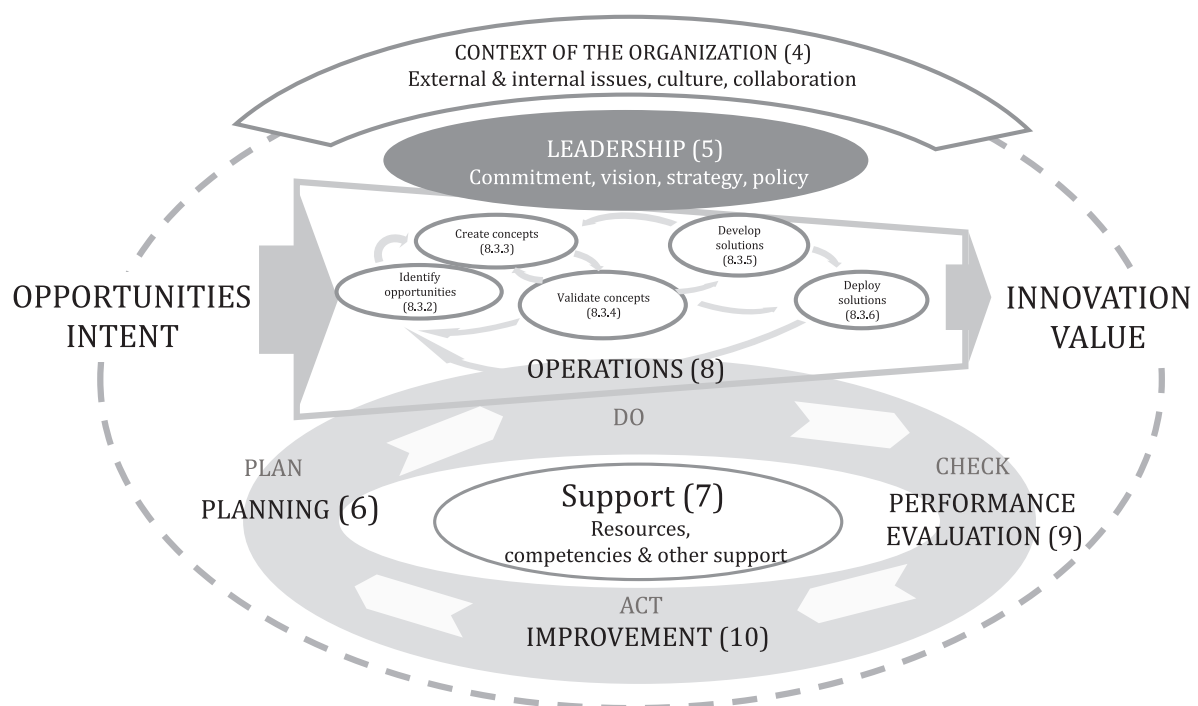 CONTEXT OF THE ORGANIZATION (4)
External & internal issues, culture, collaboration
LEADERSHIP (5)
Commitment, vision, strategy, policy
OPPORTUNITIES
INTENT
Create concepts
(8.3.3)
Identify
opportunities
(8.3.2)
Validate concepts
(8.3.4)
Develop
solutions
(8.3.5)
Deploy
solutions
(8.3.6)
INNOVATION
VALUE
OPERATIONS (8)
DO
PLAN
PLANNING (6)
Support (7)
Resources,
competencies & other support
CHECK
PERFORMANCE
EVALUATION (9)
ACT
IMPROVEMENT (10)